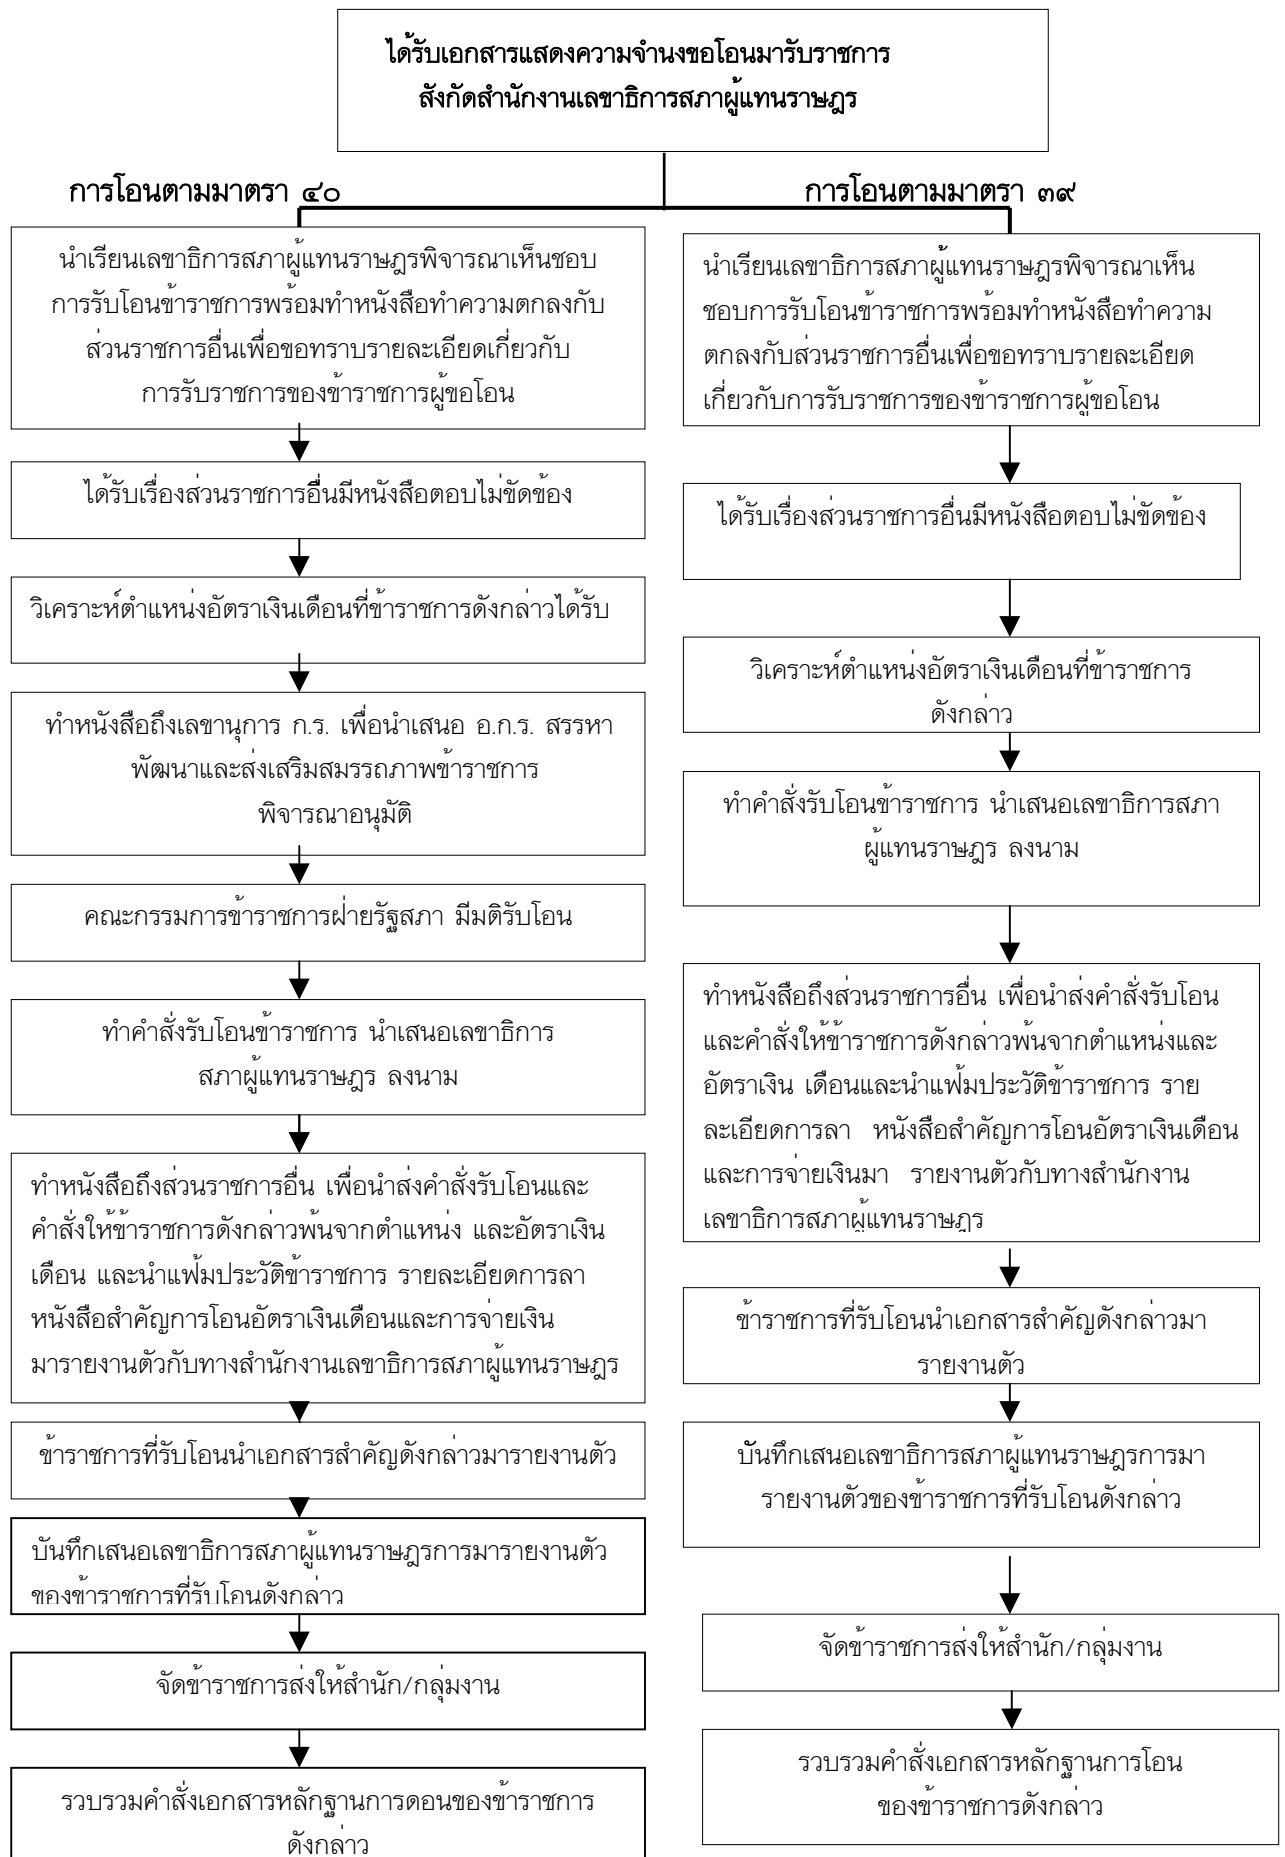 ได้รับเอกสารแสดงความจำนงขอโอนมารับราชการ
สังกัดสำนักงานเลขาธิการสภาผู้แทนราษฎร
การโอนตามมาตรา ๔๐
นำเรียนเลขาธิการสภาผู้แทนราษฎรพิจารณาเห็นชอบ
การรับโอนข้าราชการพร้อมทำหนังสือทำความตกลงกับ
ส่วนราชการอื่นเพื่อขอทราบรายละเอียดเกี่ยวกับ
การรับราชการของข้าราชการผู้ขอโอน
ได้รับเรื่องส่วนราชการอื่นมีหนังสือตอบไม่ขัดข้อง
วิเคราะห์ตำแหน่งอัตราเงินเดือนที่ข้าราชการดังกล่าวได้รับ
ทำหนังสือถึงเลขานุการ ก.ร. เพื่อนำเสนอ อ.ก.ร. สรรหา
พัฒนาและส่งเสริมสมรรถภาพข้าราชการ
พิจารณาอนุมัติ
คณะกรรมการข้าราชการฝ่ายรัฐสภา มีมติรับโอน
ทำคำสั่งรับโอนข้าราชการ นำเสนอเลขาธิการ
สภาผู้แทนราษฎร ลงนาม
ทำหนังสือถึงส่วนราชการอื่น เพื่อนำส่งคำสั่งรับโอนและ
คำสั่งให้ข้าราชการดังกล่าวพ้นจากตำแหน่ง และอัตราเงิน
เดือน และนำแฟ้มประวัติข้าราชการ รายละเอียดการลา
หนังสือสำคัญการโอนอัตราเงินเดือนและการจ่ายเงิน
มารายงานตัวกับทางสำนักงานเลขาธิการสภาผู้แทนราษฎร
ข้าราชการที่รับโอนนำเอกสารสำคัญดังกล่าวมารายงานตัว
บันทึกเสนอเลขาธิการสภาผู้แทนราษฎรการมารายงานตัว
ของข้าราชการที่รับโอนดังกล่าว
จัดข้าราชการส่งให้สำนัก/กลุ่มงาน
รวบรวมคำสั่งเอกสารหลักฐานการดอนของข้าราชการ
ดังกล่าว
การโอนตามมาตรา ๓๙
นำเรียนเลขาธิการสภาผู้แทนราษฎรพิจารณาเห็น
ชอบการรับโอนข้าราชการพร้อมทำหนังสือทำความ
ตกลงกับส่วนราชการอื่นเพื่อขอทราบรายละเอียด
เกี่ยวกับการรับราชการของข้าราชการผู้ขอโอน
ได้รับเรื่องส่วนราชการอื่นมีหนังสือตอบไม่ขัดข้อง
วิเคราะห์ตำแหน่งอัตราเงินเดือนที่ข้าราชการ
ดังกล่าว
ทำคำสั่งรับโอนข้าราชการ นำเสนอเลขาธิการสภา
ผู้แทนราษฎร ลงนาม
ทำหนังสือถึงส่วนราชการอื่น เพื่อนำส่งคำสั่งรับโอน
และคำสั่งให้ข้าราชการดังกล่าวพ้นจากตำแหน่งและ
อัตราเงิน เดือนและนำแฟ้มประวัติข้าราชการ ราย
ละเอียดการลา หนังสือสำคัญการโอนอัตราเงินเดือน
และการจ่ายเงินมา รายงานตัวกับทางสำนักงาน
เลขาธิการสภาผู้แทนราษฎร
ข้าราชการที่รับโอนนำเอกสารสำคัญดังกล่าวมา
รายงานตัว
บันทึกเสนอเลขาธิการสภาผู้แทนราษฎรการมา
รายงานตัวของข้าราชการที่รับโอนดังกล่าว
จัดข้าราชการส่งให้สำนัก/กลุ่มงาน
รวบรวมคำสั่งเอกสารหลักฐานการโอน
ของข้าราชการดังกล่าว